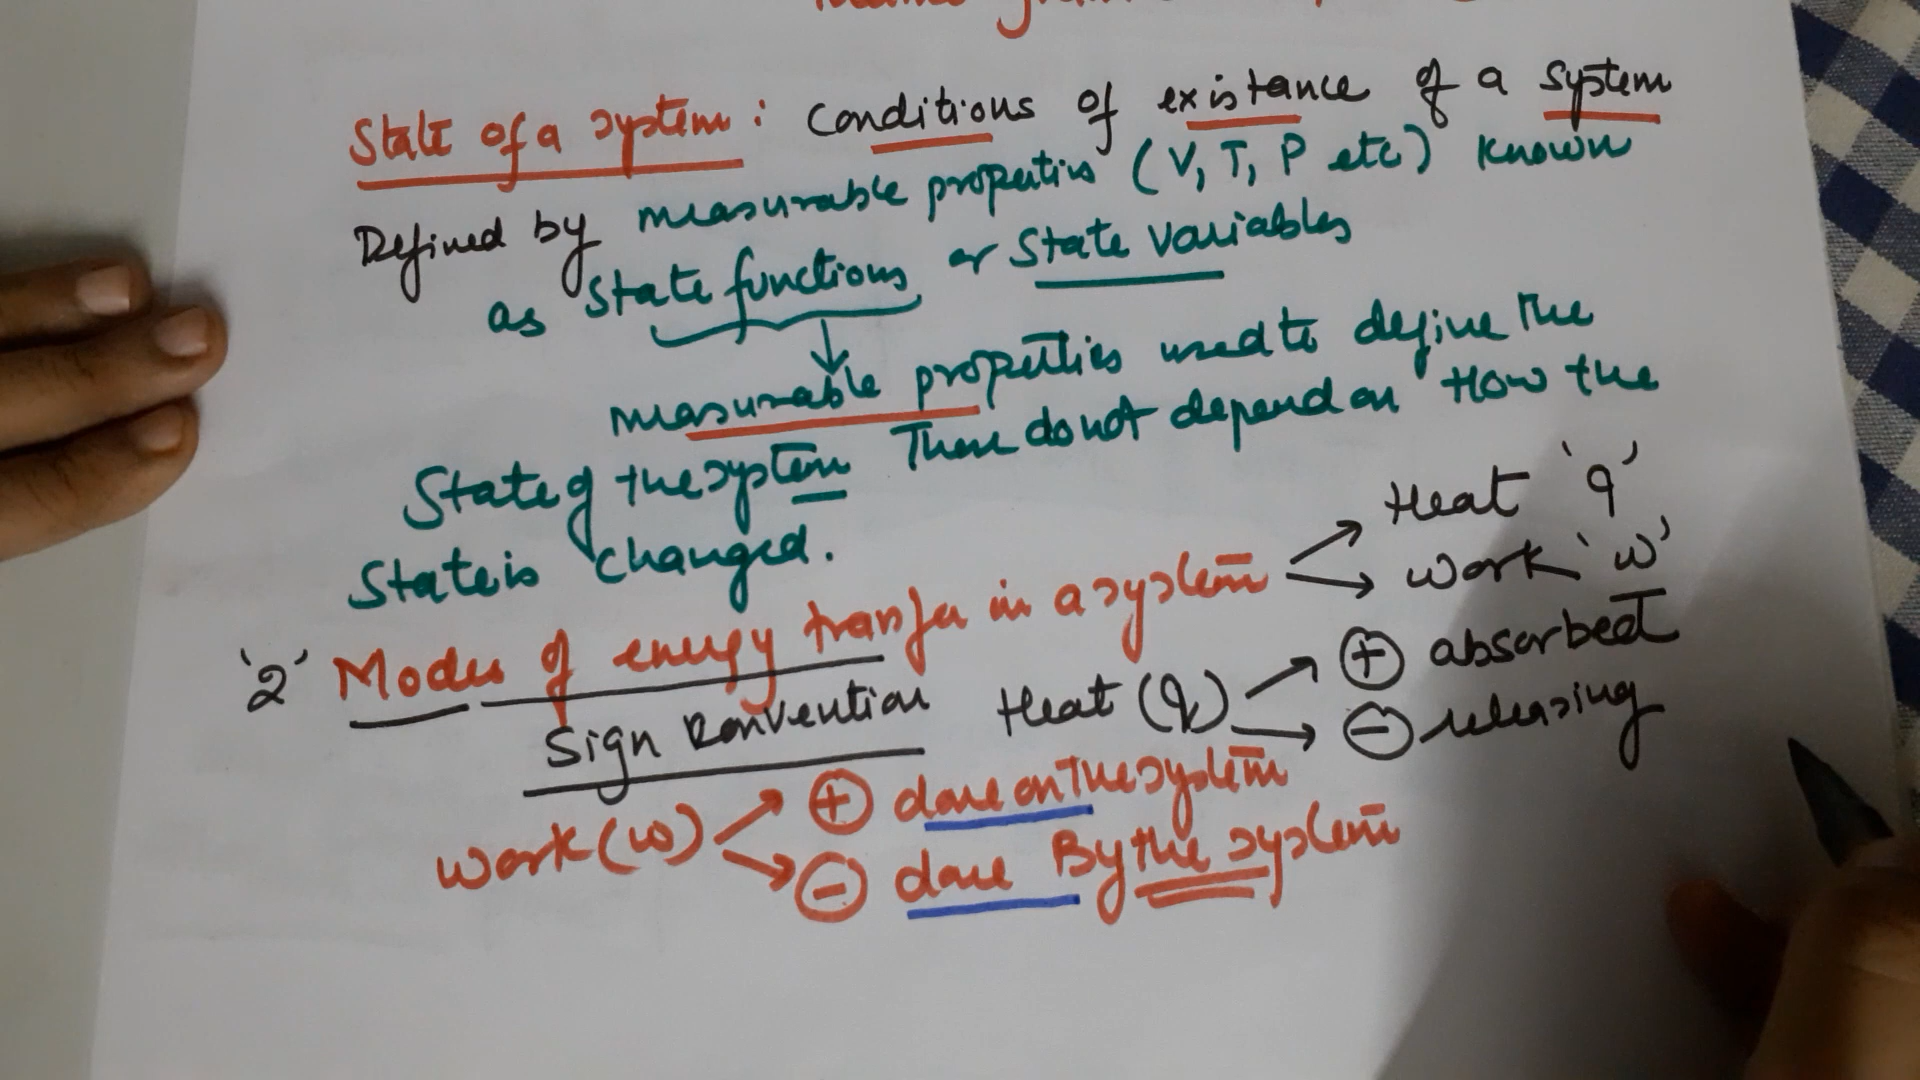 State of a system : Conditions of existance of a system
Defined by measurable properties (V, T, P etc) known
as State functions or State variables
measurable properties used to define the
State of the system These do not depend on How the
State is changed.
'2' Modes of energy transfer in a system Heat 'q'
work 'w'
Sign Konvention Heat (q) + absorbed
- releasing
work (w) + done on the system
- done By the system